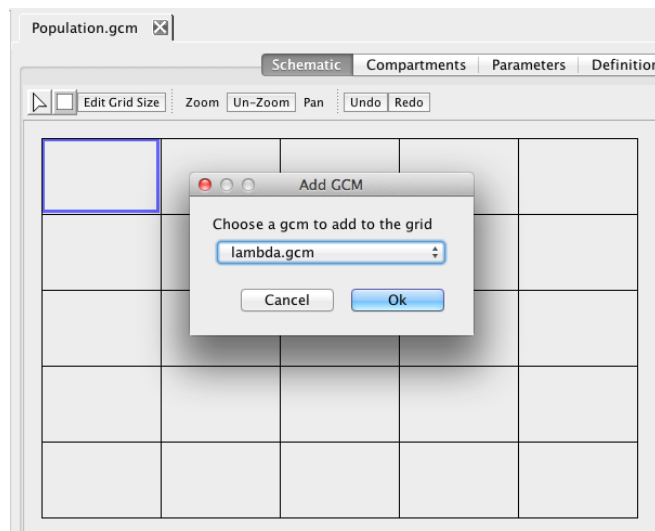 Population.gcm
Schematic Compartments Parameters Definition
Edit Grid Size Zoom Un-Zoom Pan Undo Redo
Add GCM
Choose a gcm to add to the grid
lambda.gcm
Cancel Ok